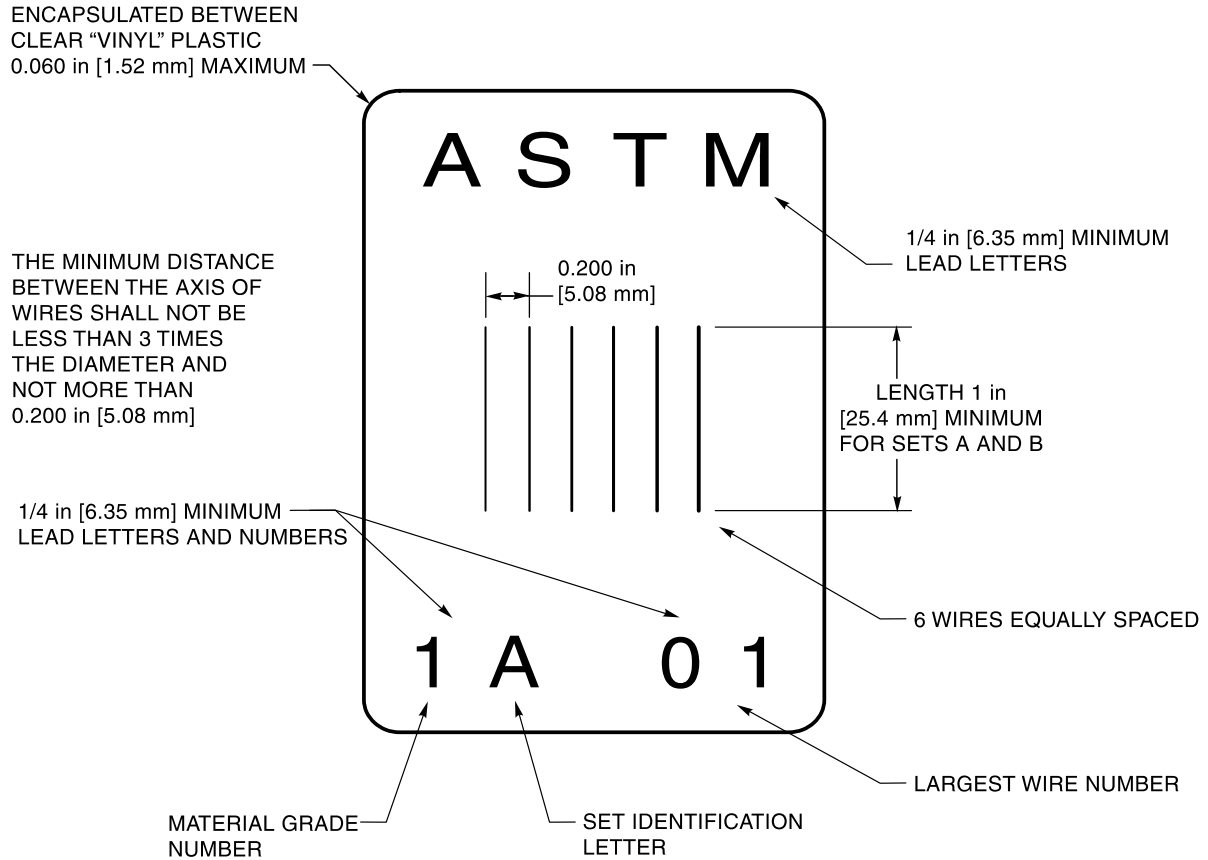 ENCAPSULATED BETWEEN
CLEAR “VINYL” PLASTIC
0.060 in [1.52 mm] MAXIMUM
A S T M
1/4 in [6.35 mm] MINIMUM
LEAD LETTERS
THE MINIMUM DISTANCE
BETWEEN THE AXIS OF
WIRES SHALL NOT BE
LESS THAN 3 TIMES
THE DIAMETER AND
NOT MORE THAN
0.200 in [5.08 mm]
0.200 in
[5.08 mm]
LENGTH 1 in
[25.4 mm] MINIMUM
FOR SETS A AND B
1/4 in [6.35 mm] MINIMUM
LEAD LETTERS AND NUMBERS
6 WIRES EQUALLY SPACED
1 A 0 1
LARGEST WIRE NUMBER
MATERIAL GRADE
NUMBER
SET IDENTIFICATION
LETTER